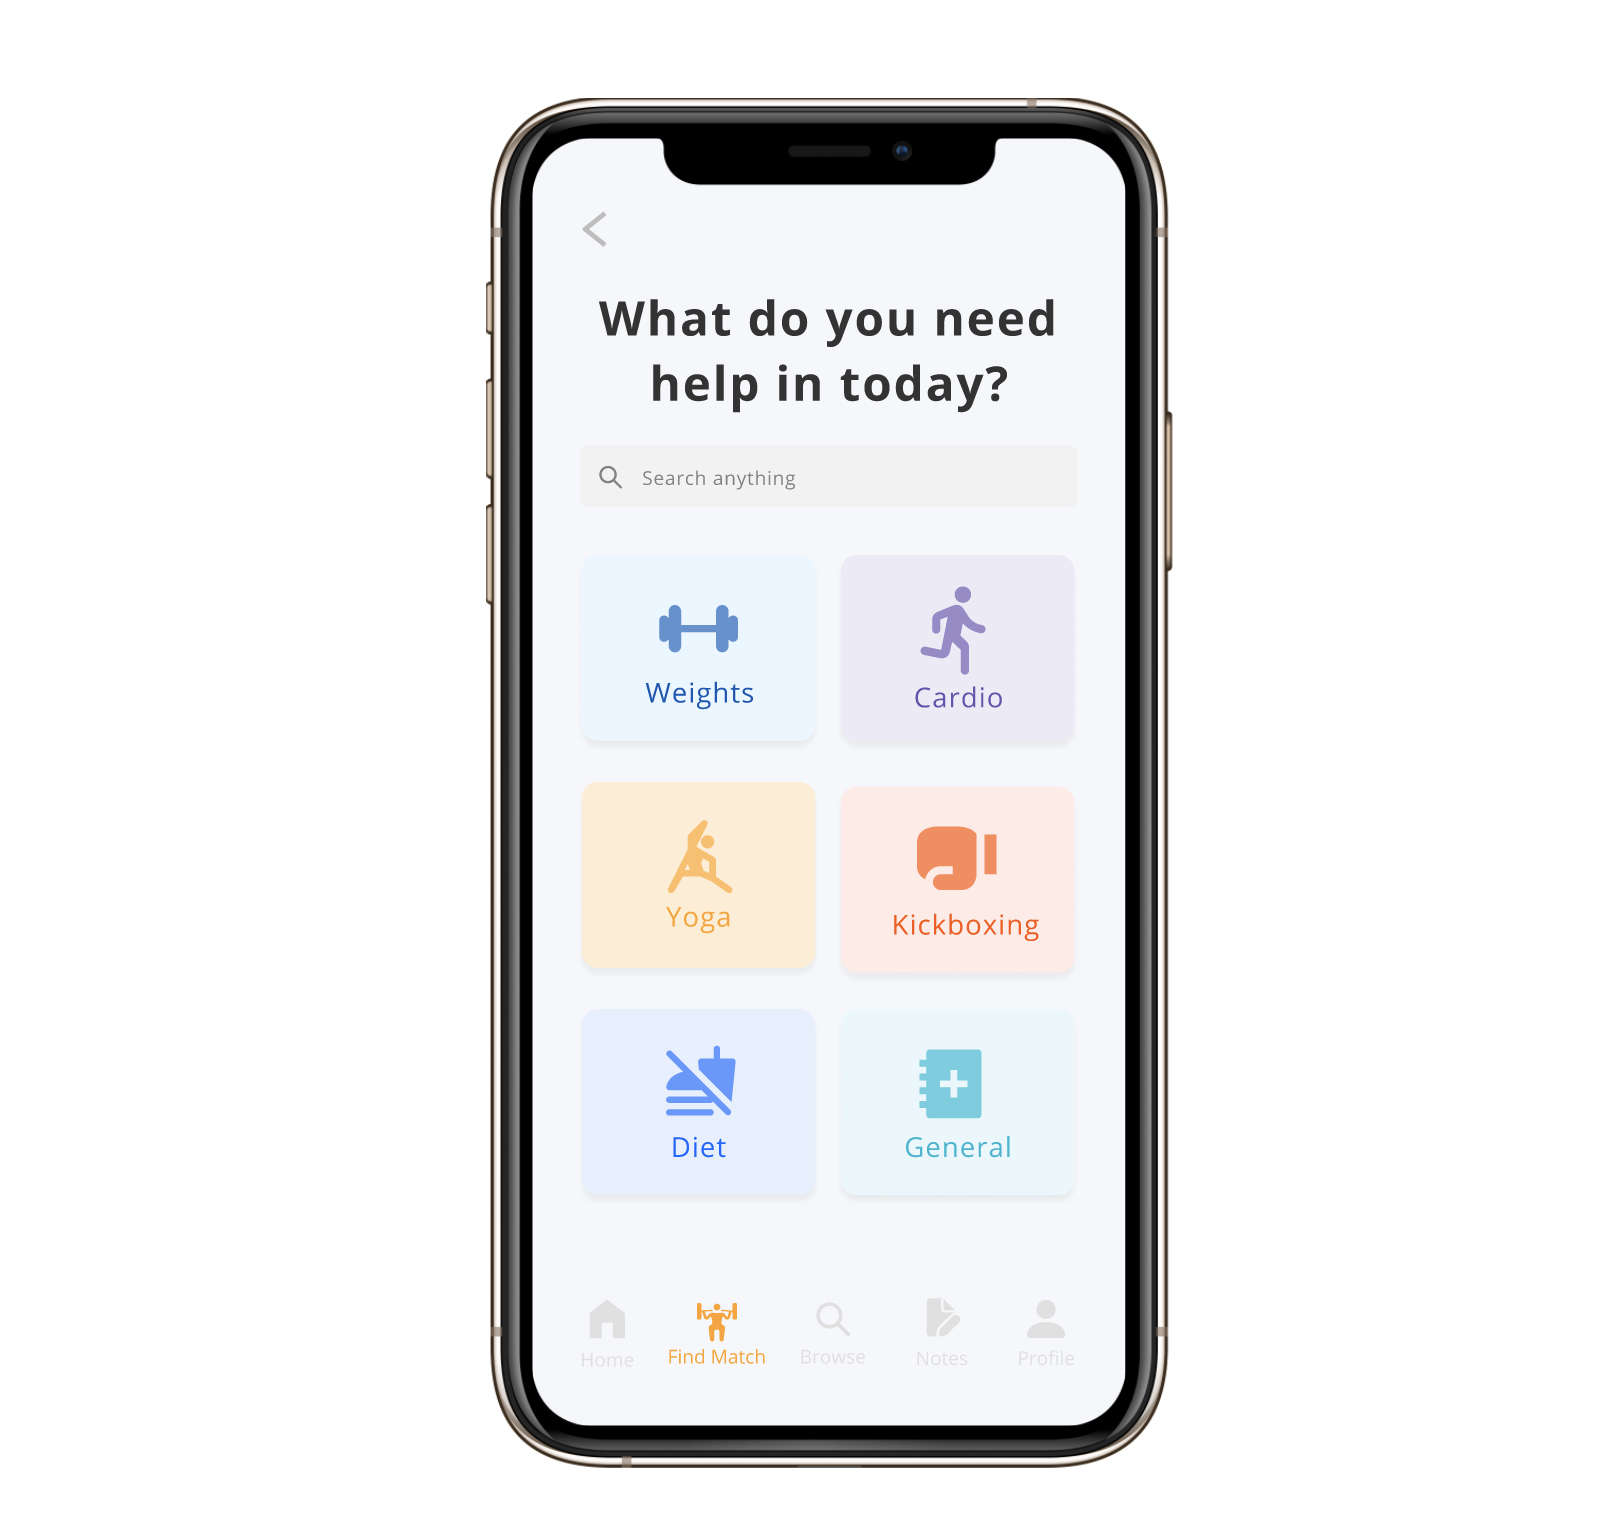 What do you need
help in today?
Search anything
Weights
Cardio
Yoga
Kickboxing
Diet
General
Home
Find Match
Browse
Notes
Profile